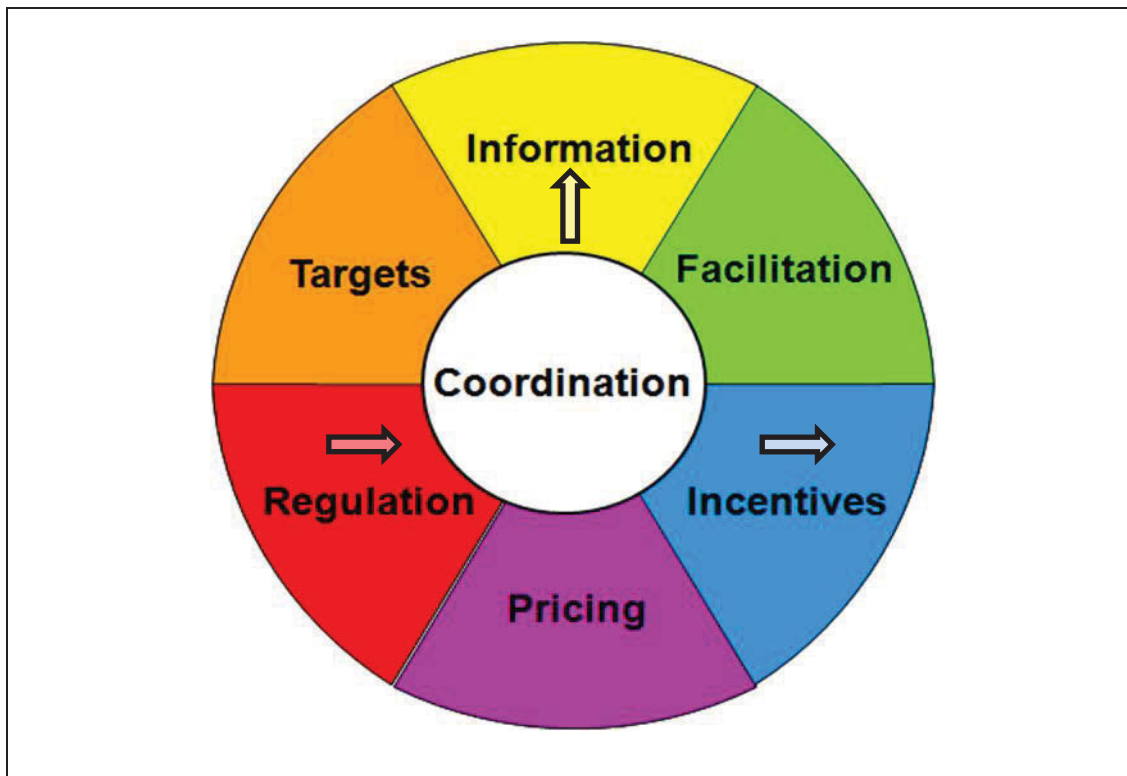 Information
Facilitation
Targets
Coordination
Regulation
Incentives
Pricing